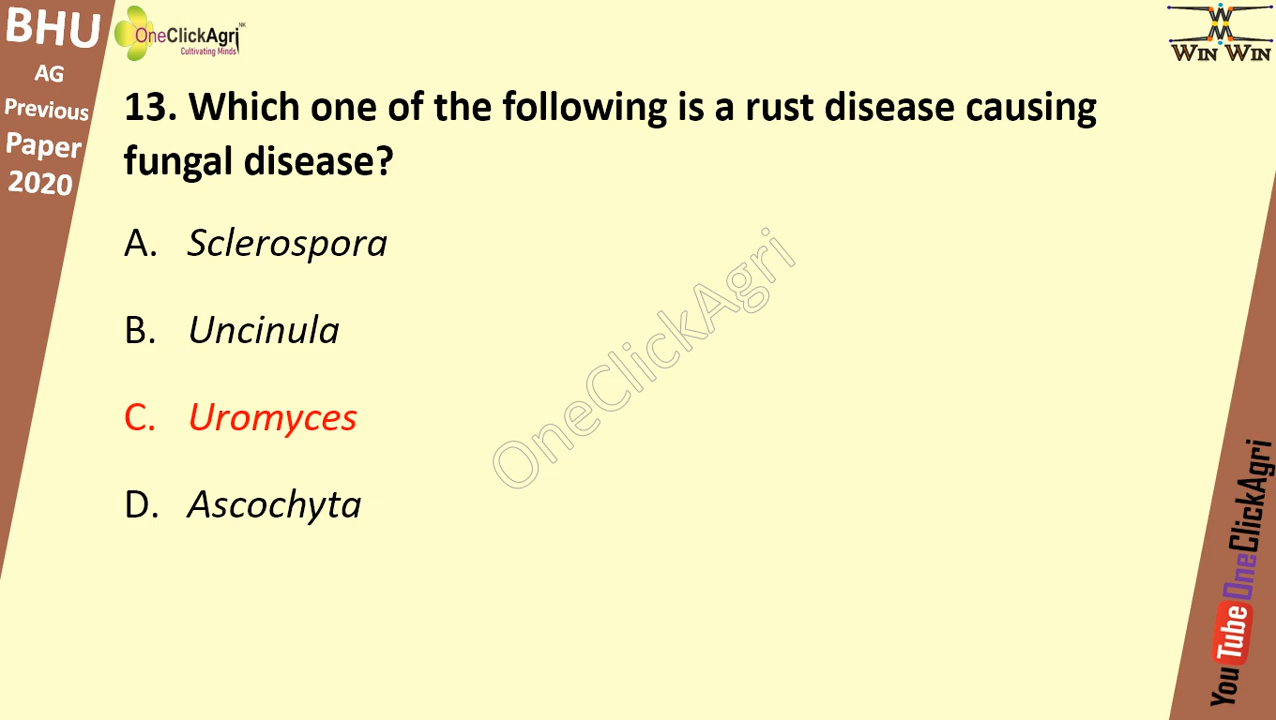 BHU
AG
Previous
Paper
2020
OneClickAgri NK
Cultivating Minds
WIN WIN
13. Which one of the following is a rust disease causing
fungal disease?
A. Sclerospora
B. Uncinula
C. Uromyces
D. Ascochyta
OneClickAgri
YouTube OneClickAgri